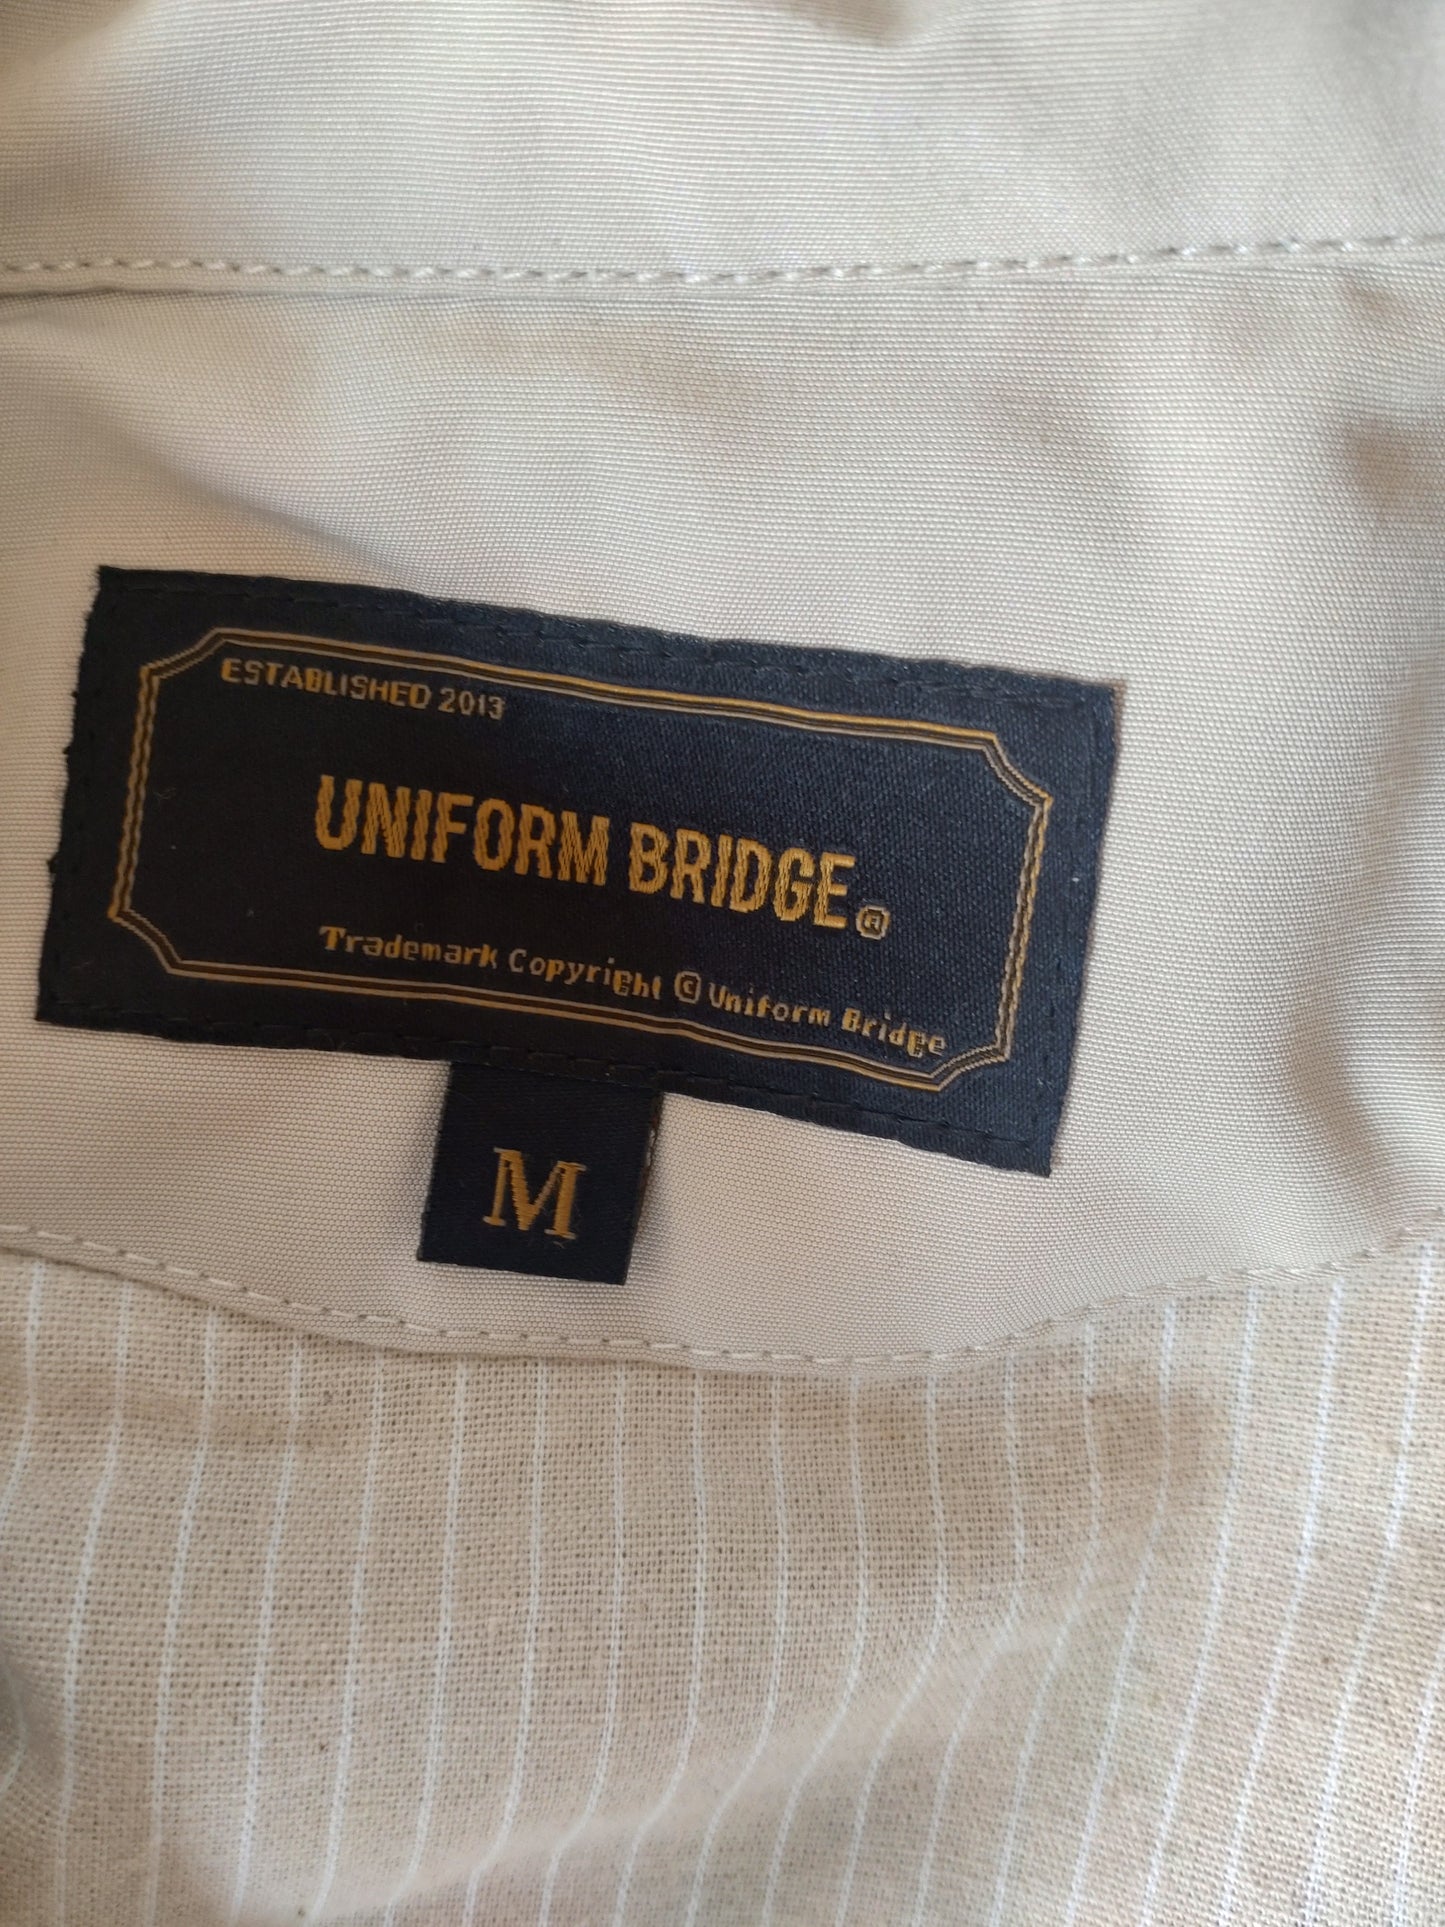 ESTABLISHED 2013
UNIFORM BRIDGE®
Trademark Copyright © Uniform Bridge
M